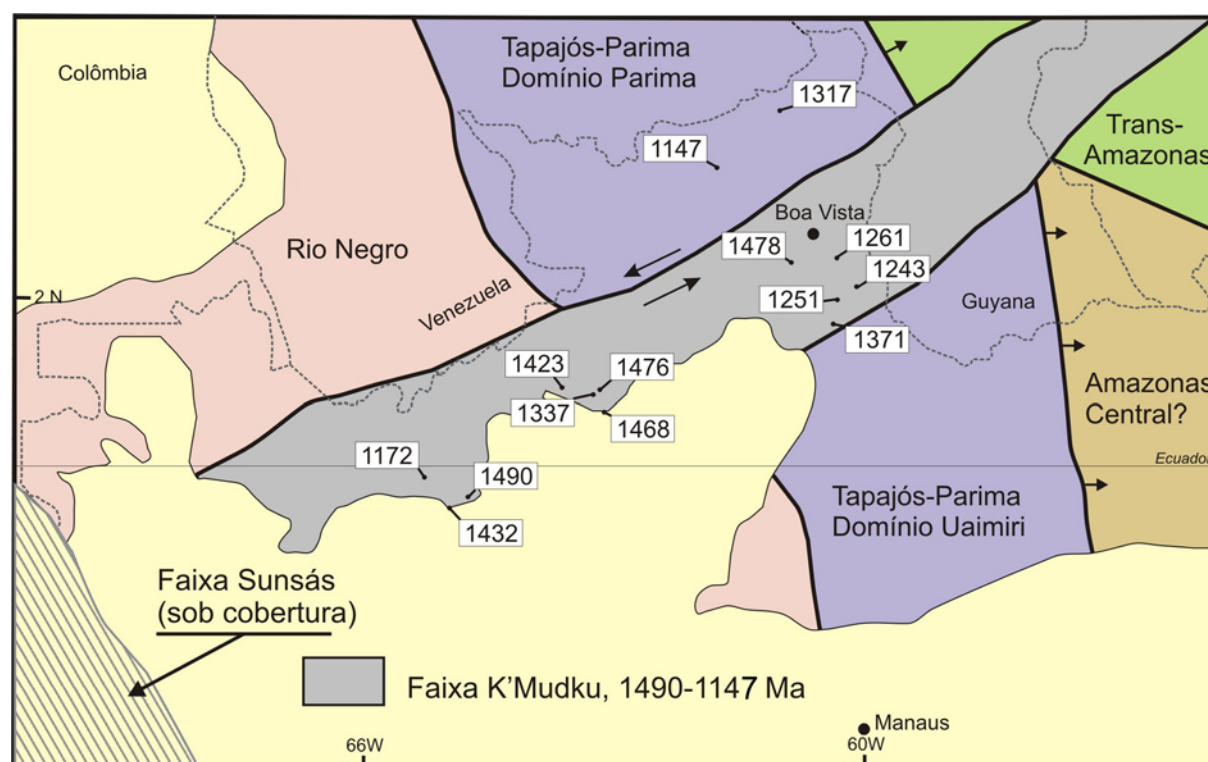 Colômbia
Tapajós-Parima
Domínio Parima
1317
1147
Trans-
Amazonas
Rio Negro
Boa Vista
1478
1261
1243
1251
1371
2 N
Venezuela
Guyana
1423
1476
1337
1468
Amazonas
Central?
Ecuador
1172
1490
1432
Tapajós-Parima
Domínio Uaimiri
Faixa Sunsás
(sob cobertura)
Faixa K'Mudku, 1490-1147 Ma
Manaus
66W
60W